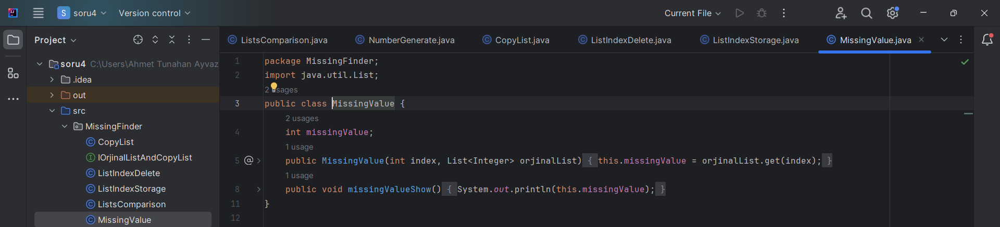 soru4 Version control Current File
Project
soru4 C:\Users\Ahmet Tunahan Ayvaz
.idea
out
src
MissingFinder
CopyList
IOrjinalListAndCopyList
ListIndexDelete
ListIndexStorage
ListsComparison
MissingValue
ListsComparison.java NumberGenerate.java CopyList.java ListIndexDelete.java ListIndexStorage.java MissingValue.java
1 package MissingFinder;
2 import java.util.List;
2 usages
3 public class MissingValue {
2 usages
4 int missingValue;
1 usage
5 public MissingValue(int index, List<Integer> orjinalList) { this.missingValue = orjinalList.get(index); }
1 usage
8 public void missingValueShow() { System.out.println(this.missingValue); }
11 }
12